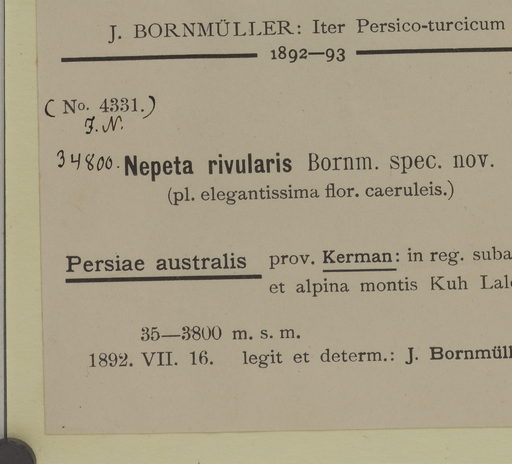 J. BORNMÜLLER: Iter Persico-turcicum
1892—93
(No. 4331.)
J.N.
34800. Nepeta rivularis Bornm. spec. nov.
(pl. elegantissima flor. caeruleis.)
Persiae australis prov. Kerman: in reg. suba
et alpina montis Kuh Lal
35—3800 m. s. m.
1892. VII. 16. legit et determ.: J. Bornmüll